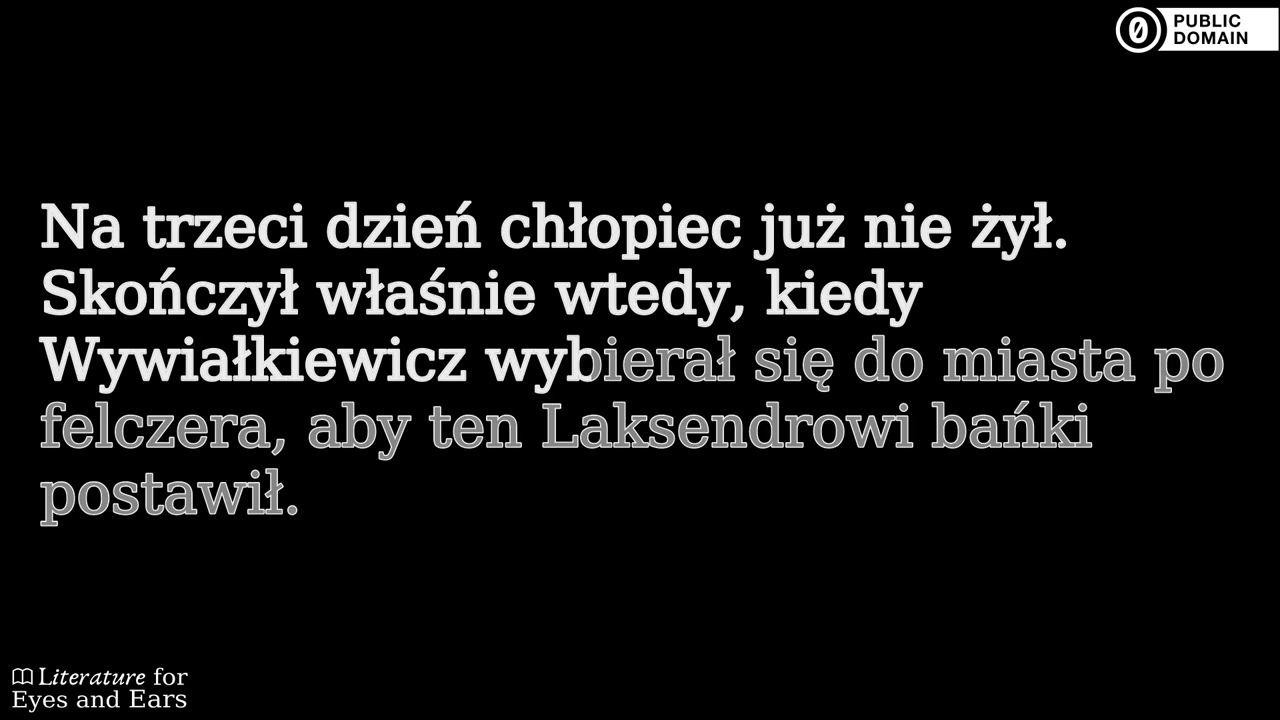 PUBLIC
DOMAIN
Na trzeci dzień chłopiec już nie żył.
Skończył właśnie wtedy, kiedy
Wywiałkiewicz wybierał się do miasta po
felczera, aby ten Laksendrowi bańki
postawił.
Literature for
Eyes and Ears